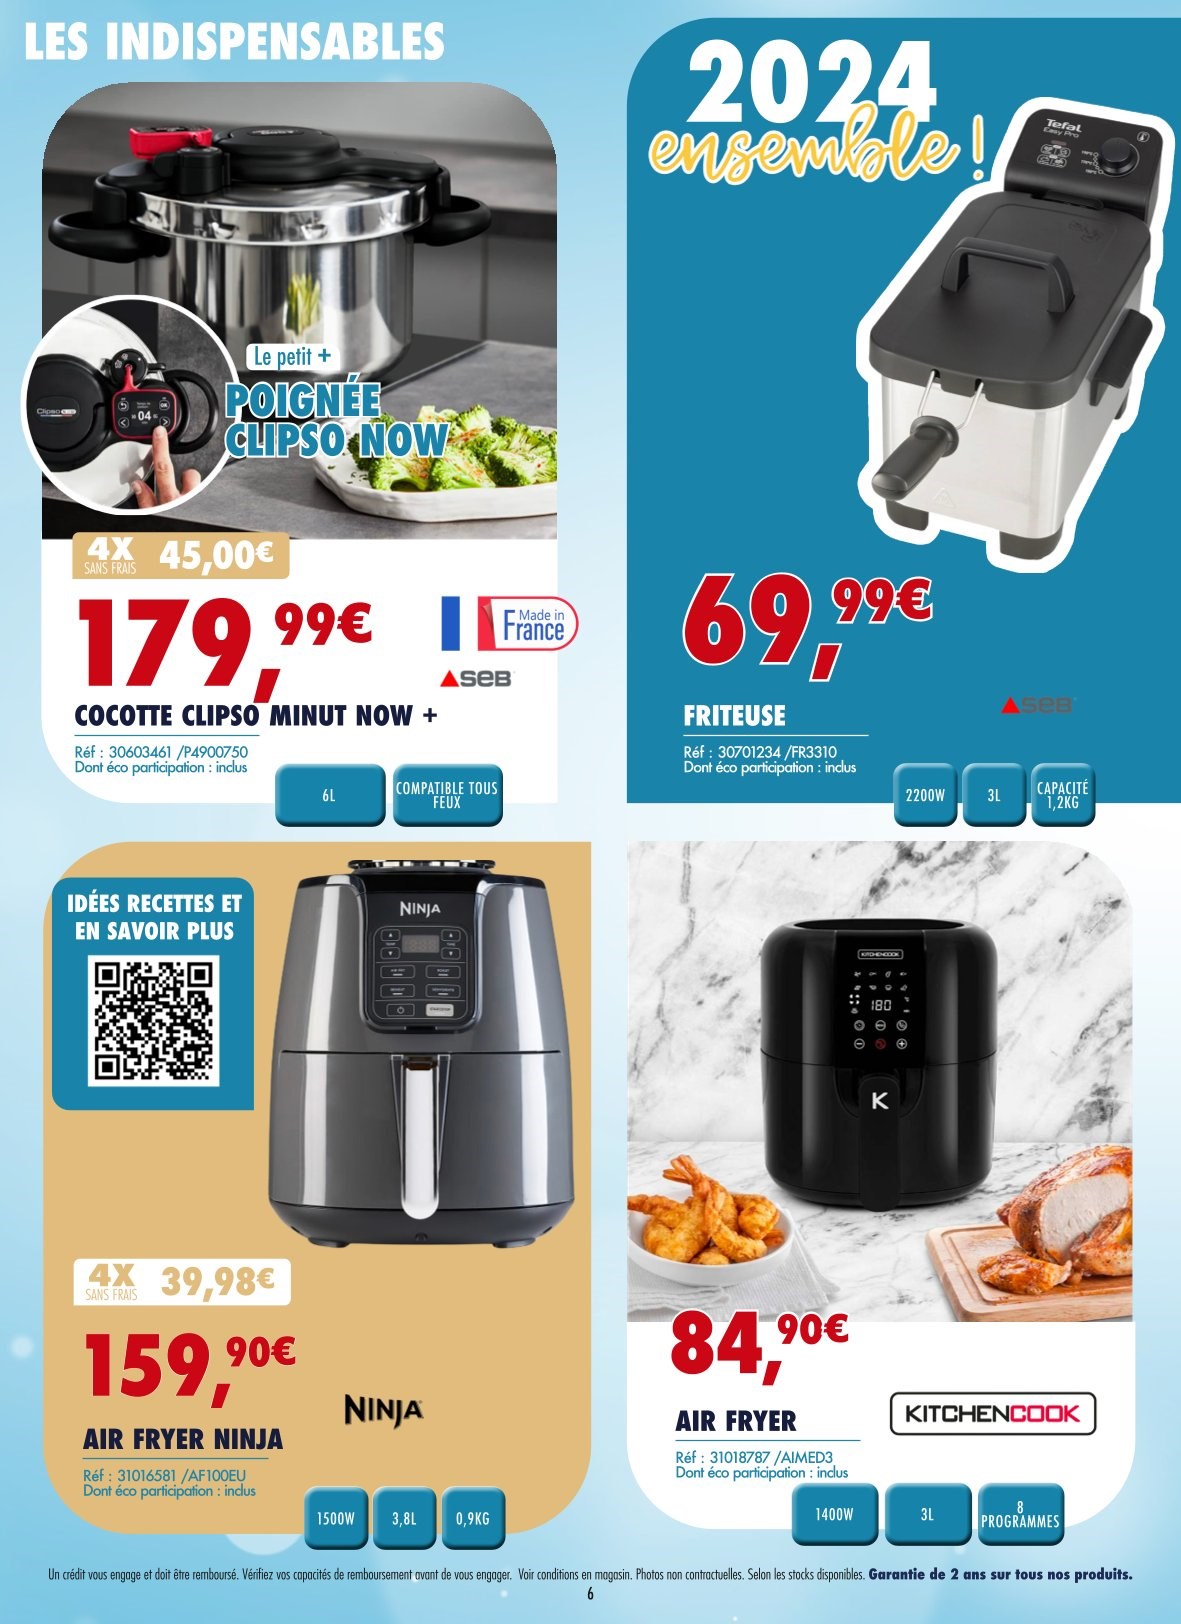 LES INDISPENSABLES
2024
ensemble !
Tefal
Easy Pro
Clipso
04
OK
Le petit +
POIGNÉE
CLIPSO NOW
4X
SANS FRAIS
45,00€
179,99€
Made in
France
SEB
COCOTTE CLIPSO MINUT NOW +
Réf : 30603461 /P4900750
Dont éco participation : inclus
6L
COMPATIBLE TOUS
FEUX
69,99€
FRITEUSE
SEB
Réf : 30701234 /FR3310
Dont éco participation : inclus
2200W
3L
CAPACITÉ
1,2KG
IDÉES RECETTES ET
EN SAVOIR PLUS
NINJA
4X
SANS FRAIS
39,98€
159,90€
NINJA
AIR FRYER NINJA
Réf : 31016581 /AF100EU
Dont éco participation : inclus
1500W
3,8L
0,9KG
KITCHENCOOK
180
K
84,90€
AIR FRYER
KITCHENCOOK
Réf : 31018787 /AIMED3
Dont éco participation : inclus
1400W
3L
8
PROGRAMMES
Un crédit vous engage et doit être remboursé. Vérifiez vos capacités de remboursement avant de vous engager. Voir conditions en magasin. Photos non contractuelles. Selon les stocks disponibles. Garantie de 2 ans sur tous nos produits.
6